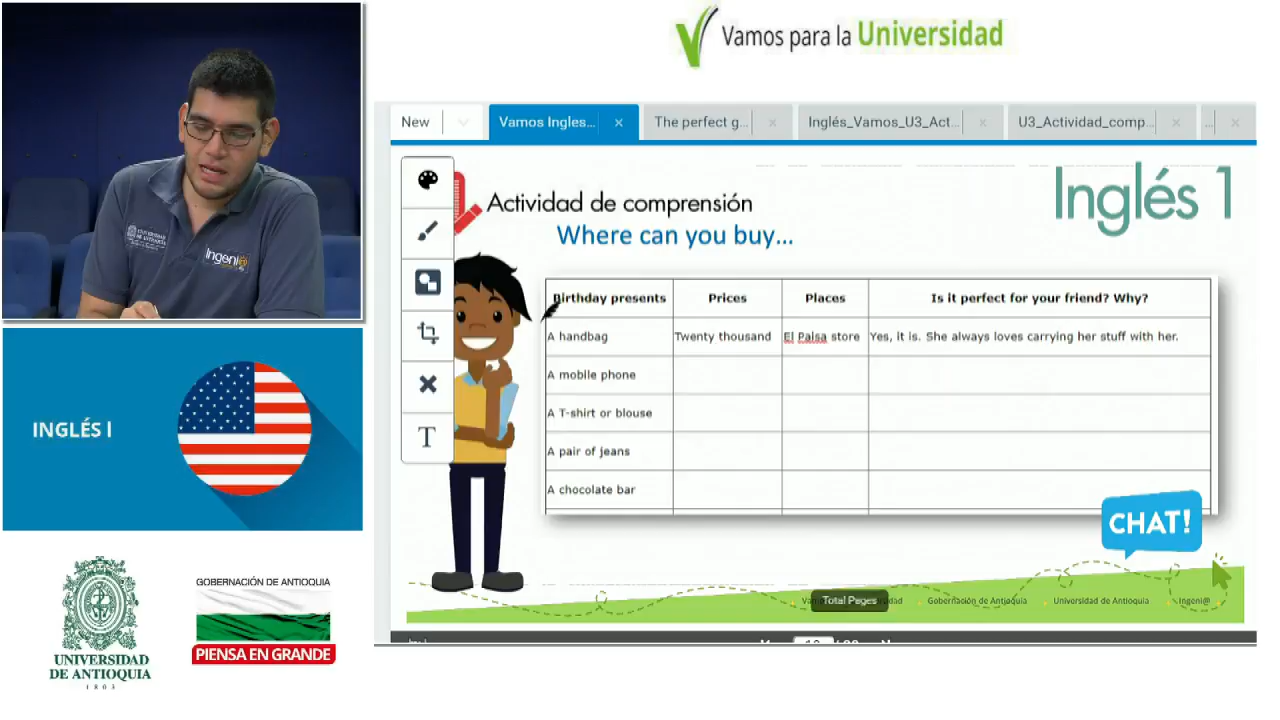 Vamos para la Universidad
New
Vamos Ingles...
The perfect g...
Inglés_Vamos_U3_Act...
U3_Actividad_comp...
...
Actividad de comprensión
Inglés 1
Where can you buy...
Birthday presents Prices Places Is it perfect for your friend? Why?
A handbag Twenty thousand El Paisa store Yes, it is. She always loves carrying her stuff with her.
A mobile phone
A T-shirt or blouse
A pair of jeans
A chocolate bar
CHAT!
T
Total Pages
Gobernación de Antioquia
Universidad de Antioquia
Ingeni@
UNIVERSIDAD
DE ANTIOQUIA
ingeni@
INGLÉS I
UNIVERSIDAD
DE ANTIOQUIA
1803
GOBERNACIÓN DE ANTIOQUIA
PIENSA EN GRANDE